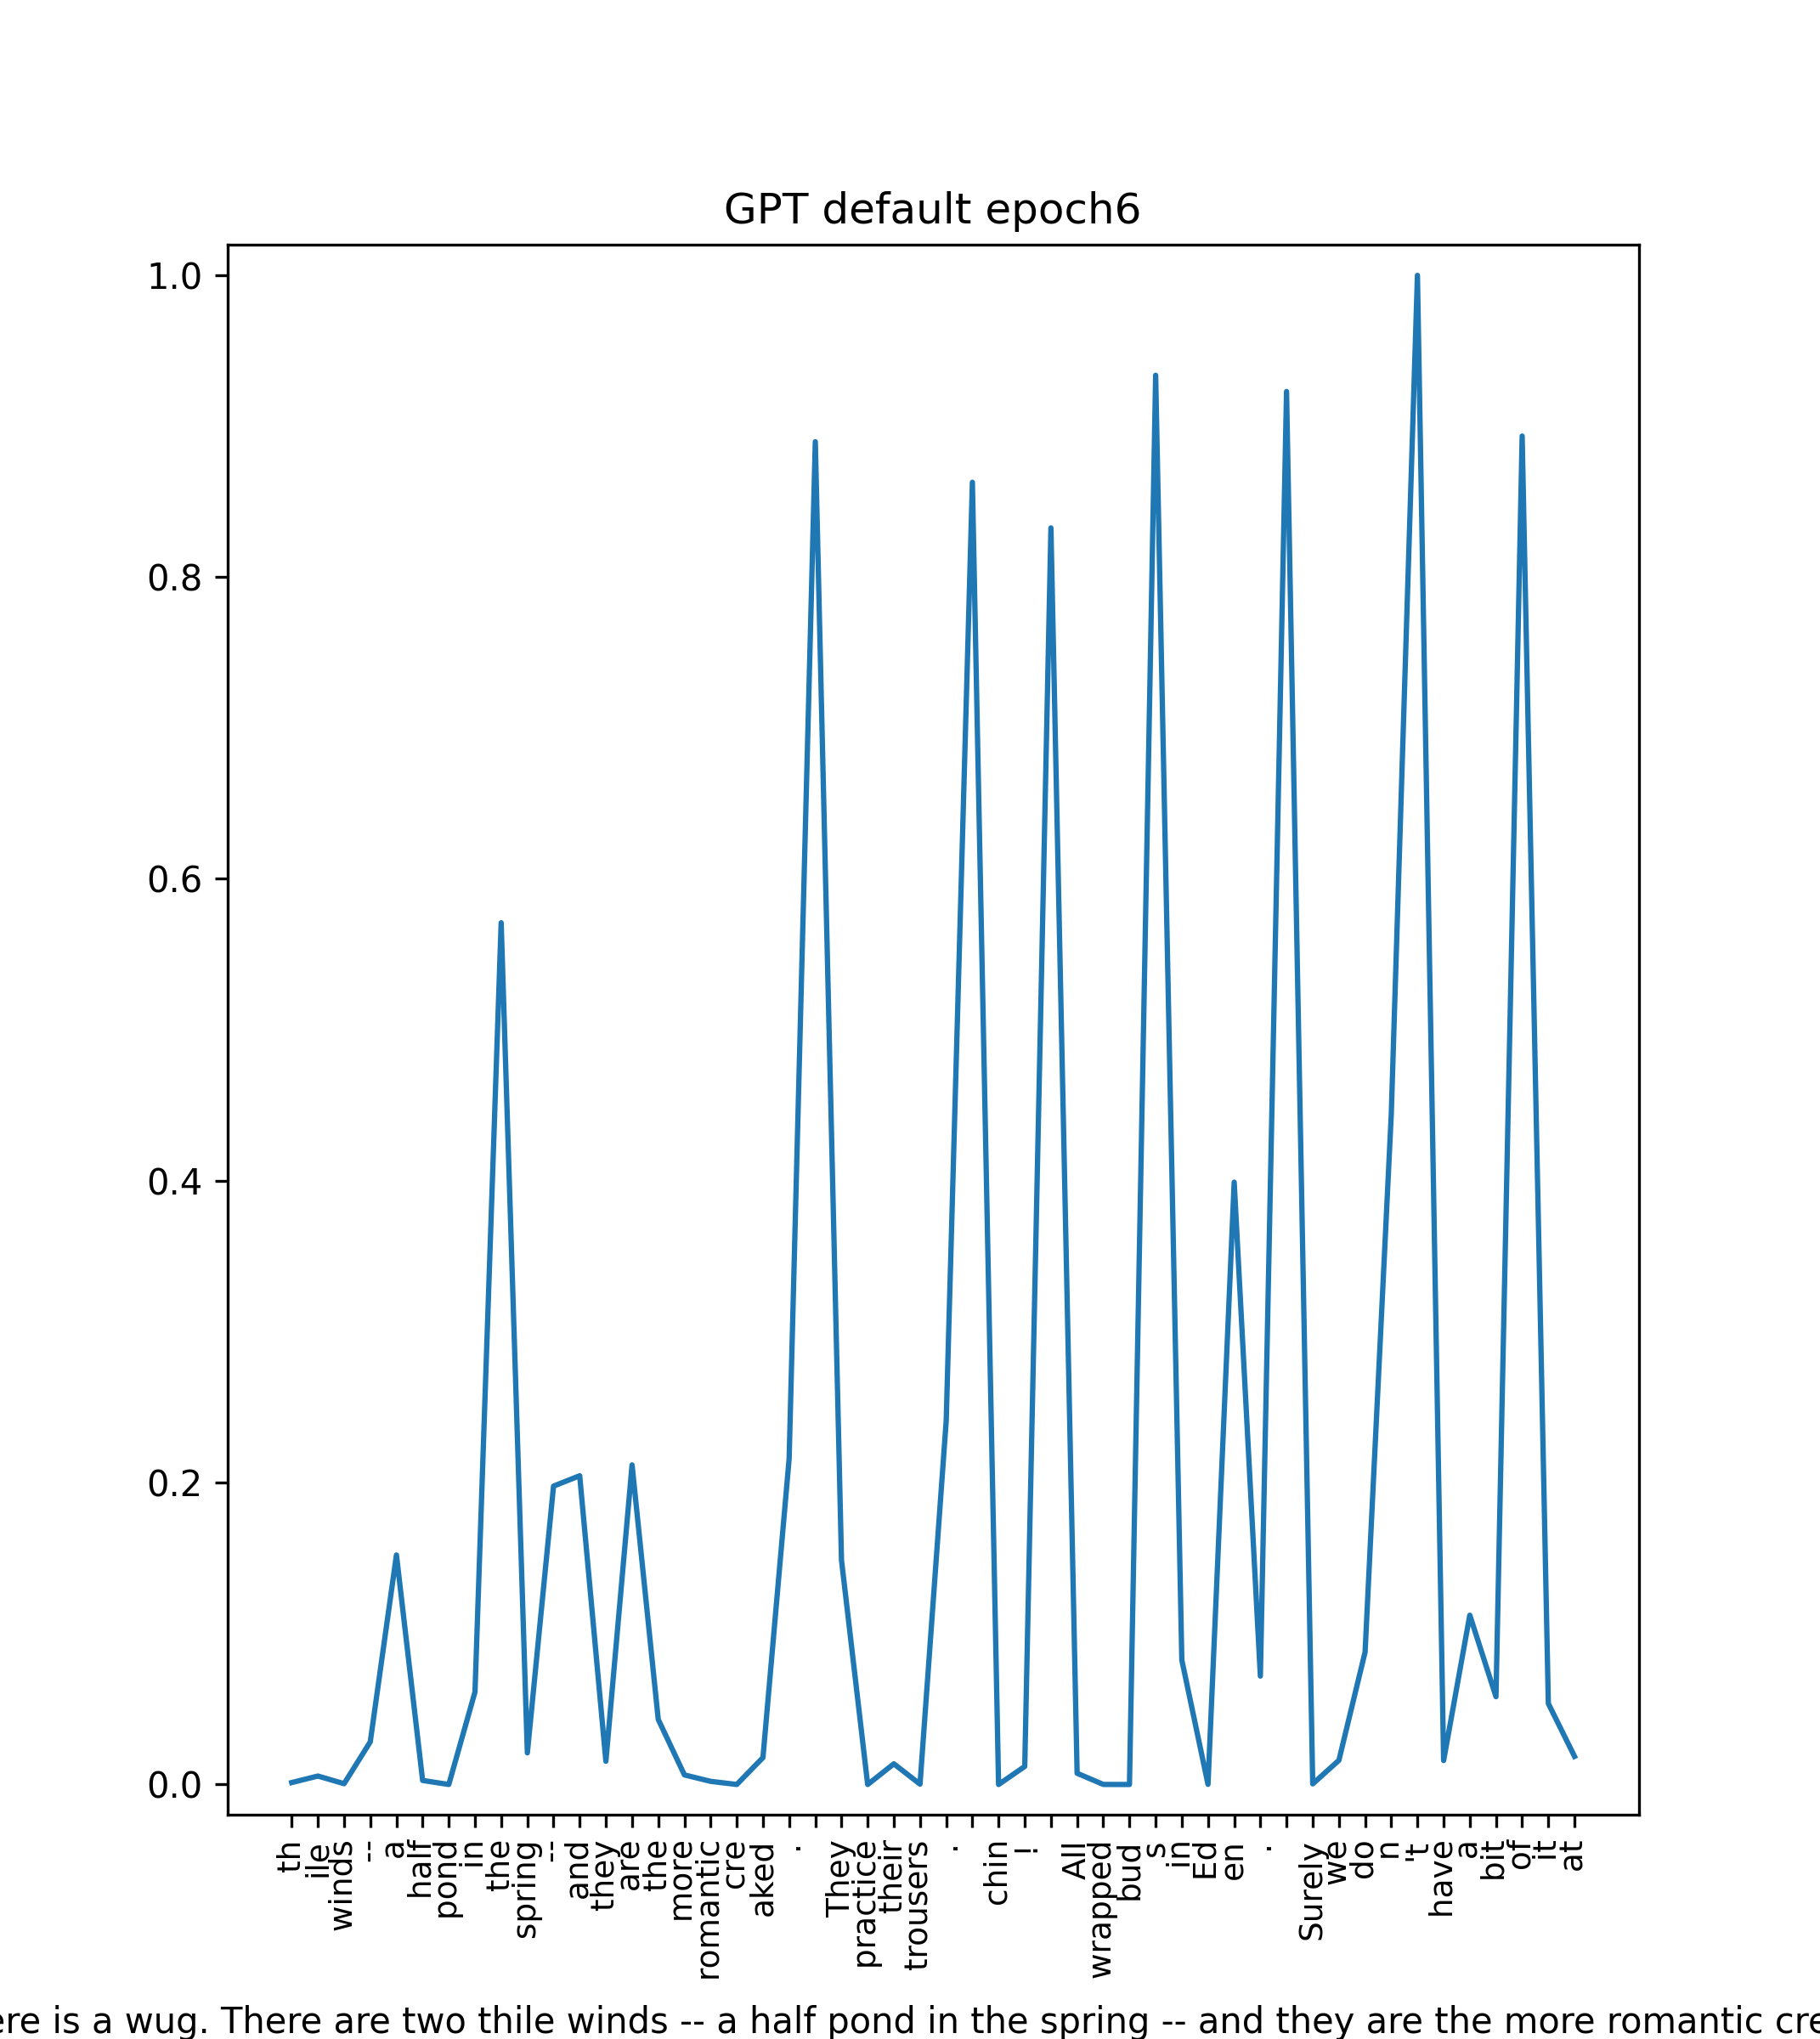 GPT default epoch6
1.0
0.8
0.6
0.4
0.2
0.0
th
ile
winds
--
a
half
pond
in
the
spring
--
and
they
are
the
more
romantic
cre
aked
.
They
practice
their
trousers
.
chin
!
All
wrapped
bud
s
in
Ed
en
.
Surely
we
do
n
't
have
a
bit
of
it
at
ere is a wug. There are two thile winds -- a half pond in the spring -- and they are the more romantic cre